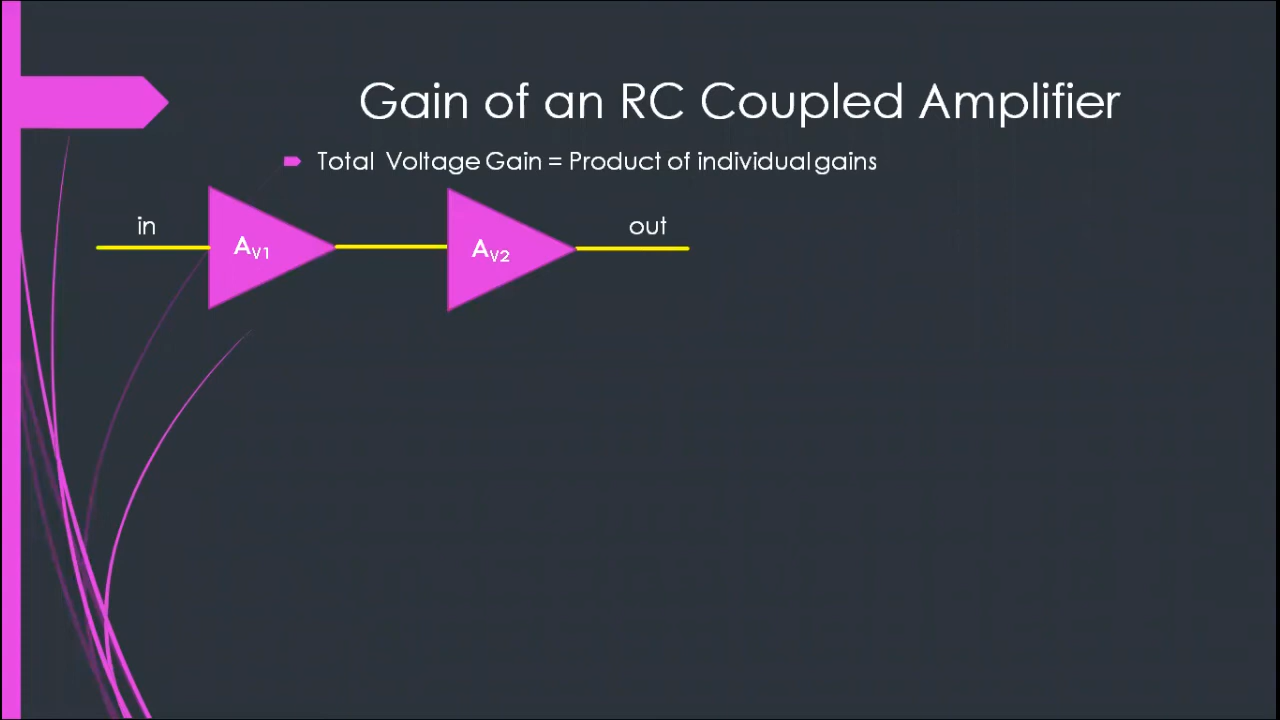 Gain of an RC Coupled Amplifier
Total Voltage Gain = Product of individual gains
in
out
AV1
AV2